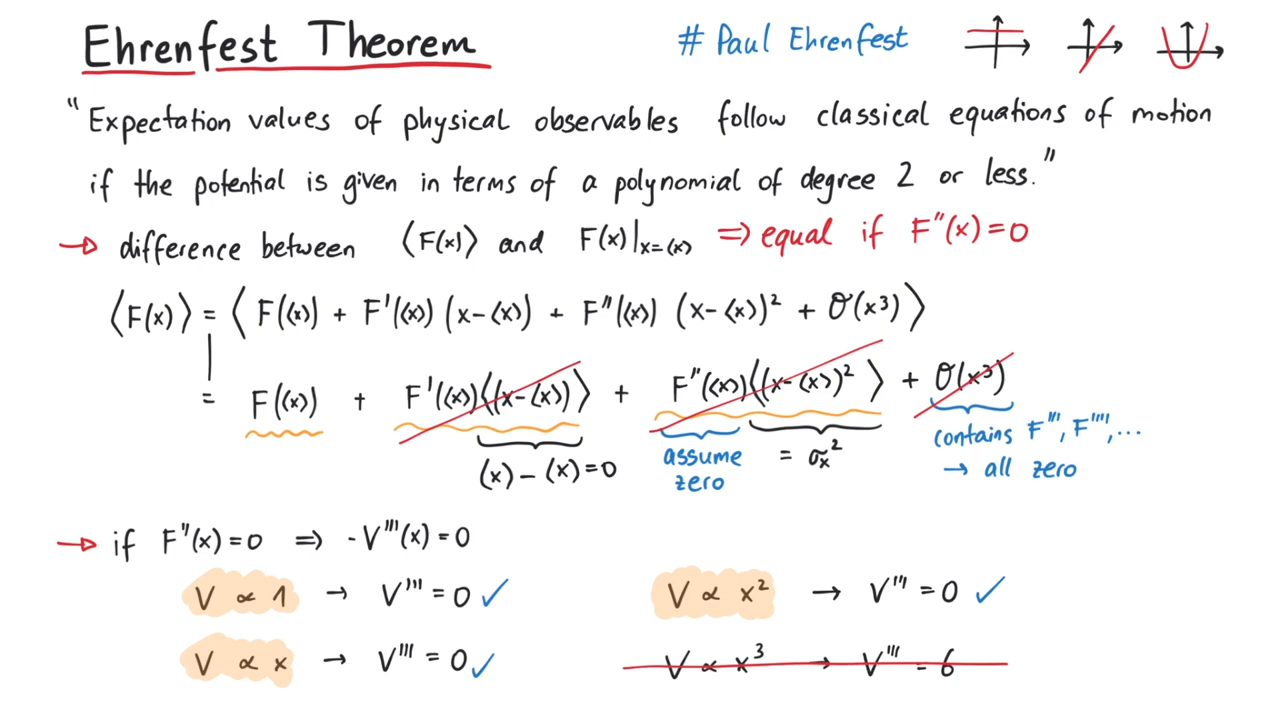 Ehrenfest Theorem # Paul Ehrenfest
"Expectation values of physical observables follow classical equations of motion
if the potential is given in terms of a polynomial of degree 2 or less."
→ difference between ⟨F(x)⟩ and F(x)|x=⟨x⟩ ⇒ equal if F''(x)=0
⟨F(x)⟩ = ⟨F(⟨x⟩) + F'(⟨x⟩) (x-⟨x⟩) + F''(⟨x⟩) (x-⟨x⟩)² + O(x³)⟩
= F(⟨x⟩) + F'(⟨x⟩)⟨(x-⟨x⟩)⟩ + F''(⟨x⟩)⟨(x-⟨x⟩)²⟩ + O(x³)
⟨x⟩ - ⟨x⟩ = 0
assume
zero
= σx²
contains F''', F'''', ...
→ all zero
→ if F''(x)=0 ⇒ -V'''(x)=0
V ∝ 1 → V''' = 0 ✓
V ∝ x² → V''' = 0 ✓
V ∝ x → V''' = 0 ✓
V ∝ x³ → V''' = 6